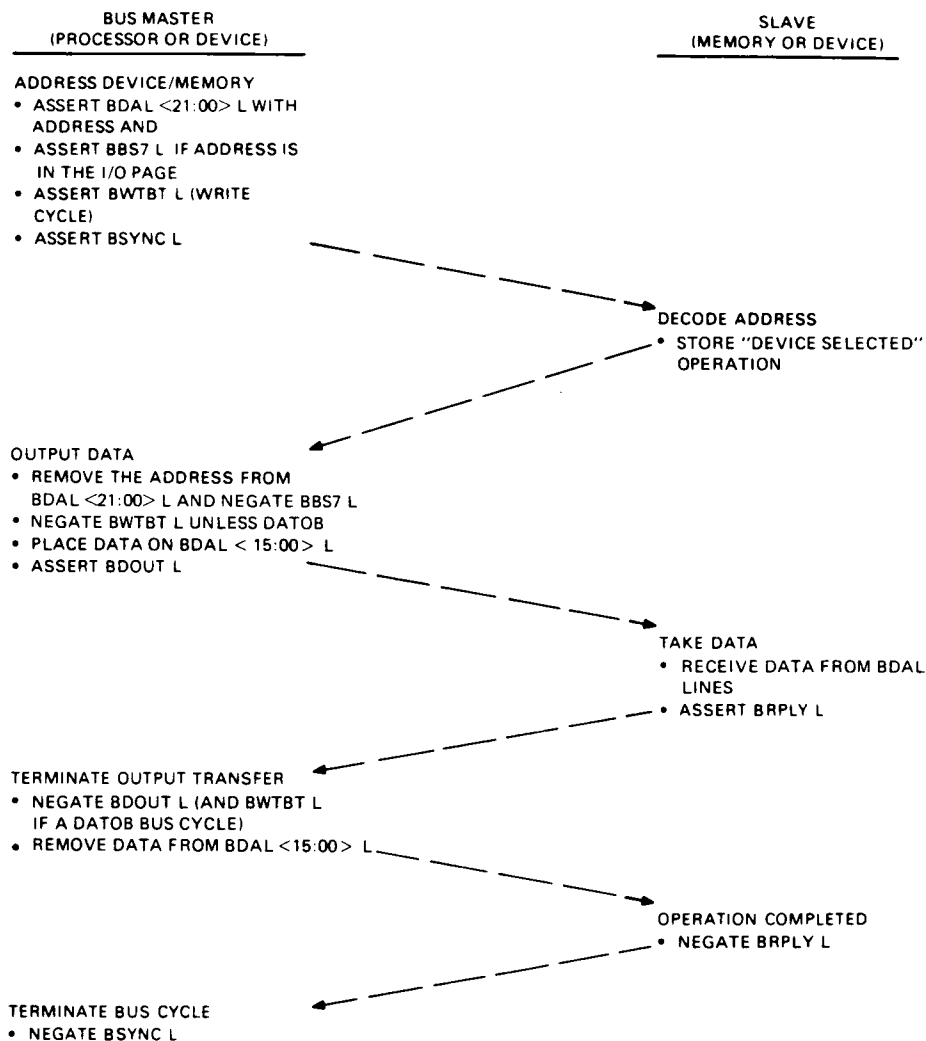 BUS MASTER
(PROCESSOR OR DEVICE)
SLAVE
(MEMORY OR DEVICE)
ADDRESS DEVICE/MEMORY
• ASSERT BDAL <21:00> L WITH
ADDRESS AND
• ASSERT BBS7 L IF ADDRESS IS
IN THE I/O PAGE
• ASSERT BWTBT L (WRITE
CYCLE)
• ASSERT BSYNC L
DECODE ADDRESS
• STORE "DEVICE SELECTED"
OPERATION
OUTPUT DATA
• REMOVE THE ADDRESS FROM
BDAL <21:00> L AND NEGATE BBS7 L
• NEGATE BWTBT L UNLESS DATOB
• PLACE DATA ON BDAL < 15:00 > L
• ASSERT BDOUT L
TAKE DATA
• RECEIVE DATA FROM BDAL
LINES
• ASSERT BRPLY L
TERMINATE OUTPUT TRANSFER
• NEGATE BDOUT L (AND BWTBT L
IF A DATOB BUS CYCLE)
• REMOVE DATA FROM BDAL <15:00> L
OPERATION COMPLETED
• NEGATE BRPLY L
TERMINATE BUS CYCLE
• NEGATE BSYNC L